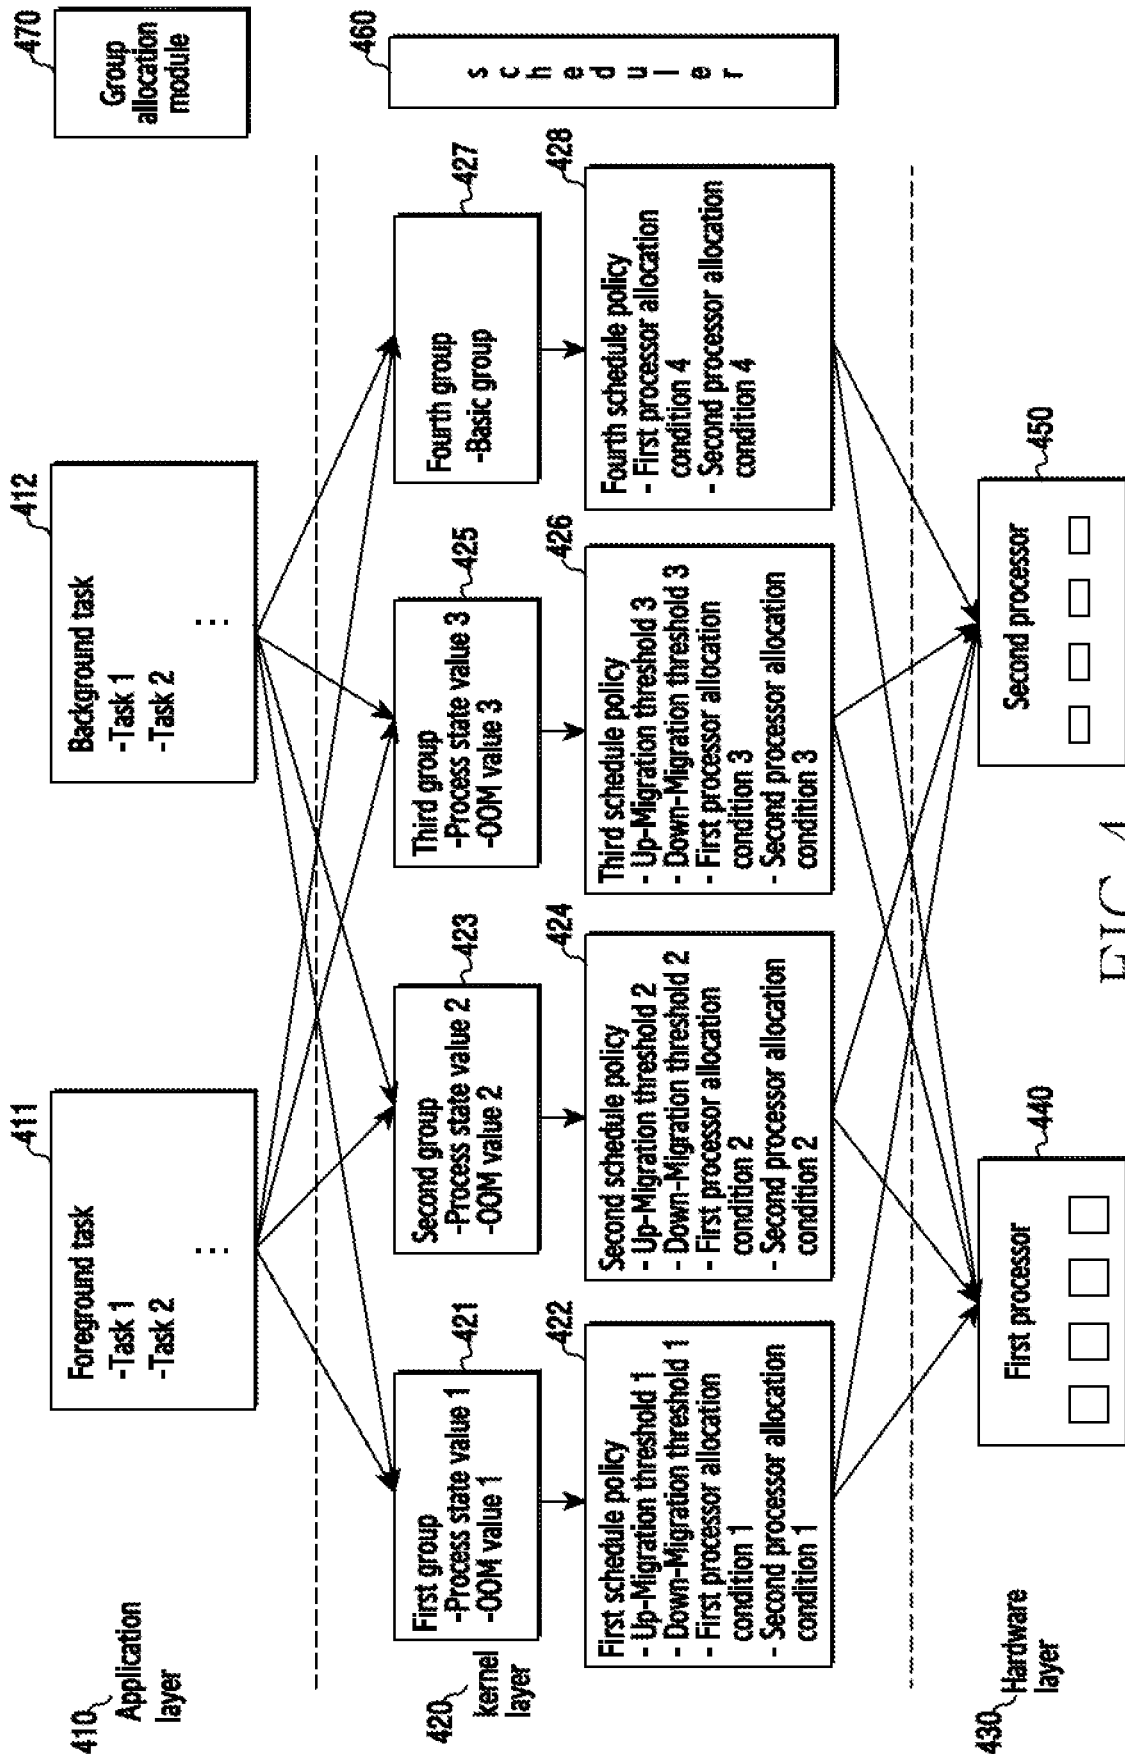 410
Application
layer
411
Foreground task
-Task 1
-Task 2
⋮
412
Background task
-Task 1
-Task 2
⋮
470
Group
allocation
module
420
kernel
layer
First group
-Process state value 1
-OOM value 1
421
Second group
-Process state value 2
-OOM value 2
423
Third group
-Process state value 3
-OOM value 3
425
Fourth group
-Basic group
427
460
scheduler
First schedule policy
- Up-Migration threshold 1
- Down-Migration threshold 1
- First processor allocation
condition 1
- Second processor allocation
condition 1
422
Second schedule policy
- Up-Migration threshold 2
- Down-Migration threshold 2
- First processor allocation
condition 2
- Second processor allocation
condition 2
424
Third schedule policy
- Up-Migration threshold 3
- Down-Migration threshold 3
- First processor allocation
condition 3
- Second processor allocation
condition 3
426
Fourth schedule policy
- First processor allocation
condition 4
- Second processor allocation
condition 4
428
430
Hardware
layer
First processor
440
Second processor
450
FIG. 4